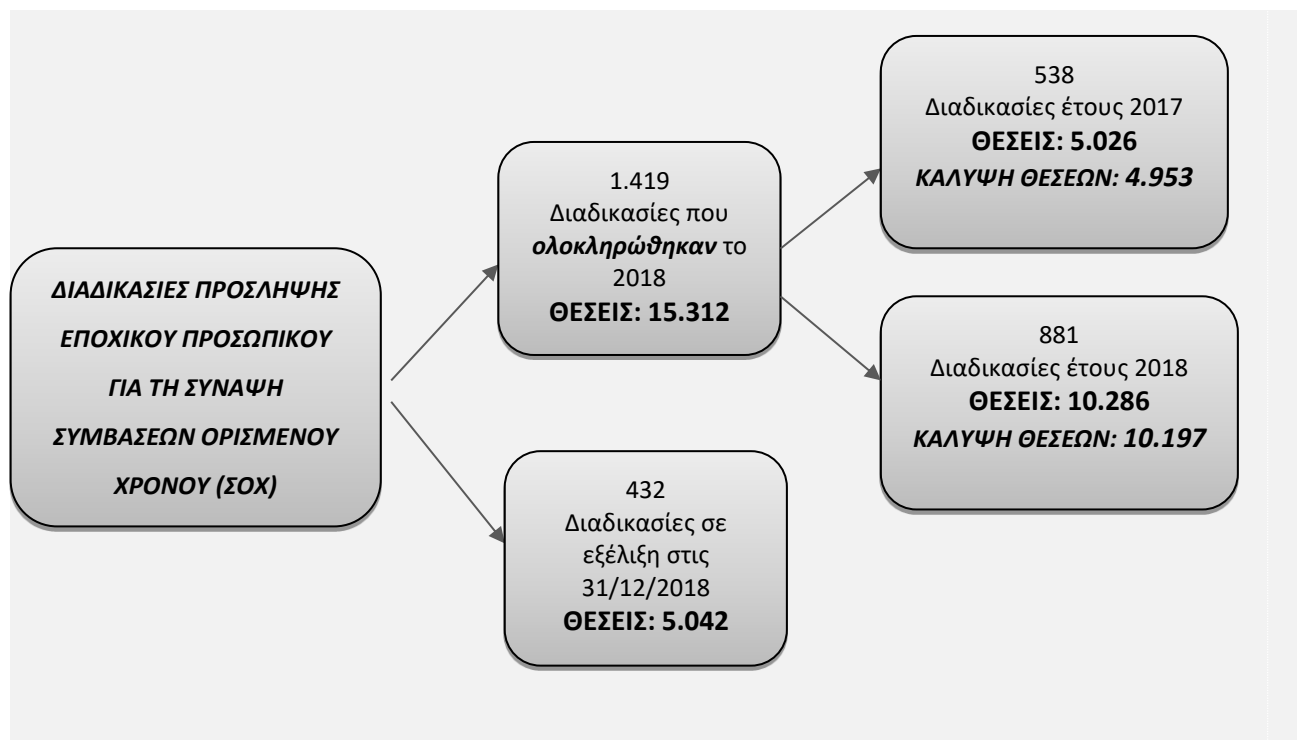 ΔΙΑΔΙΚΑΣΙΕΣ ΠΡΟΣΛΗΨΗΣ
ΕΠΟΧΙΚΟΥ ΠΡΟΣΩΠΙΚΟΥ
ΓΙΑ ΤΗ ΣΥΝΑΨΗ
ΣΥΜΒΑΣΕΩΝ ΟΡΙΣΜΕΝΟΥ
ΧΡΟΝΟΥ (ΣΟΧ)
1.419
Διαδικασίες που
ολοκληρώθηκαν το
2018
ΘΕΣΕΙΣ: 15.312
432
Διαδικασίες σε
εξέλιξη στις
31/12/2018
ΘΕΣΕΙΣ: 5.042
538
Διαδικασίες έτους 2017
ΘΕΣΕΙΣ: 5.026
ΚΑΛΥΨΗ ΘΕΣΕΩΝ: 4.953
881
Διαδικασίες έτους 2018
ΘΕΣΕΙΣ: 10.286
ΚΑΛΥΨΗ ΘΕΣΕΩΝ: 10.197